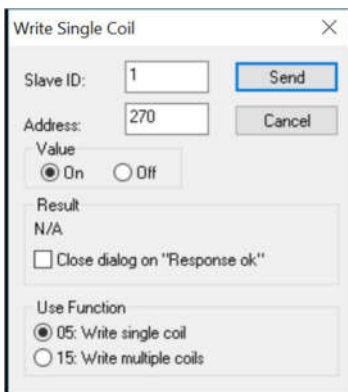 Write Single Coil
Slave ID: 1 Send
Address: 270 Cancel
Value
On Off
Result
N/A
Close dialog on "Response ok"
Use Function
05: Write single coil
15: Write multiple coils